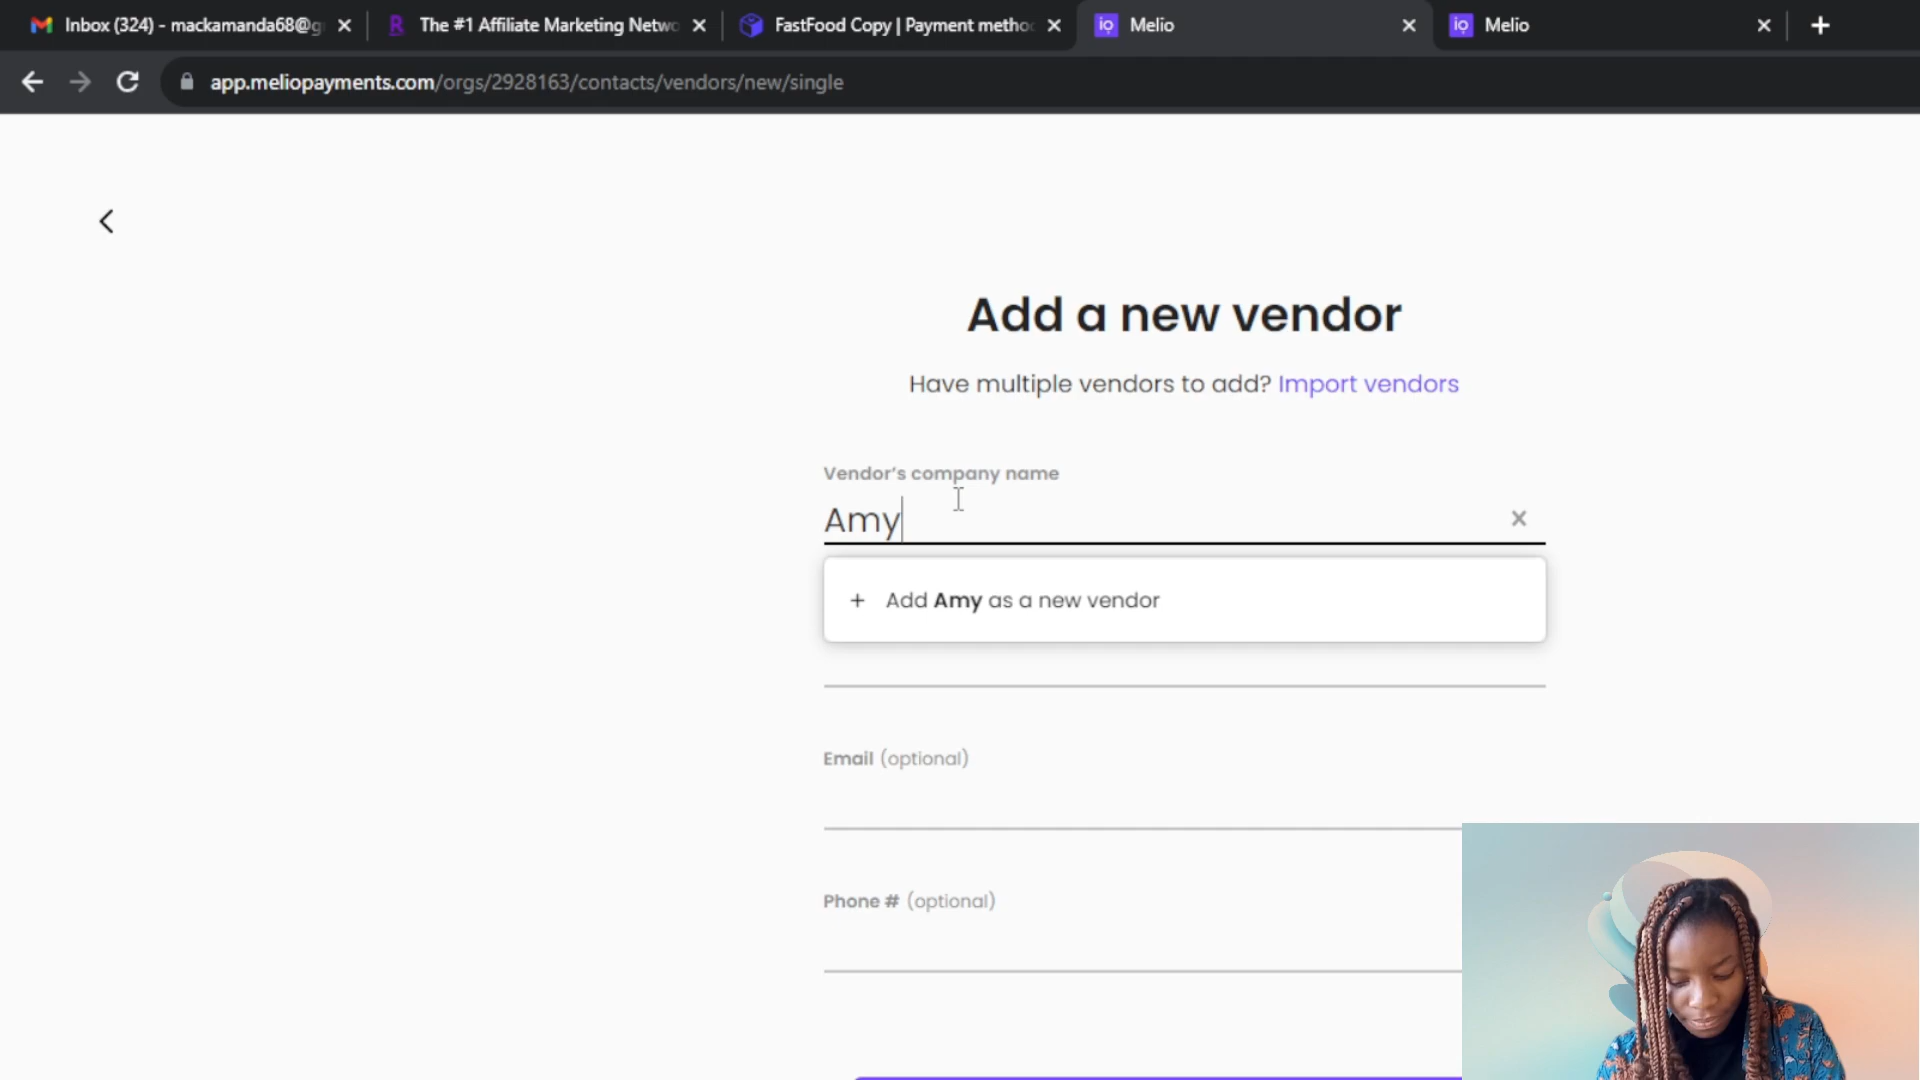 Inbox (324) - mackamanda68@g
The #1 Affiliate Marketing Netwo
FastFood Copy | Payment metho
Melio
Melio
app.meliopayments.com/orgs/2928163/contacts/vendors/new/single
Add a new vendor
Have multiple vendors to add? Import vendors
Vendor's company name
Amy
+ Add Amy as a new vendor
Email (optional)
Phone # (optional)